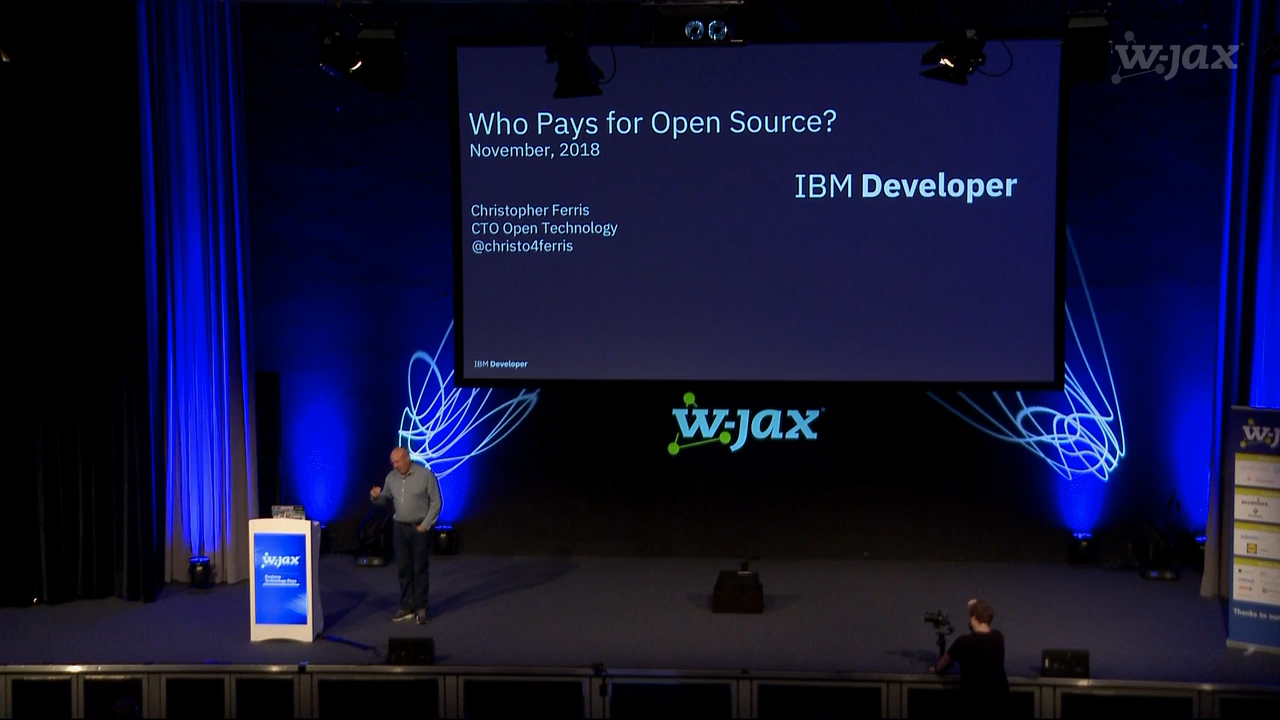 w-jax
Who Pays for Open Source?
November, 2018
IBM Developer
Christopher Ferris
CTO Open Technology
@christo4ferris
IBM Developer
w-jax
w-jax